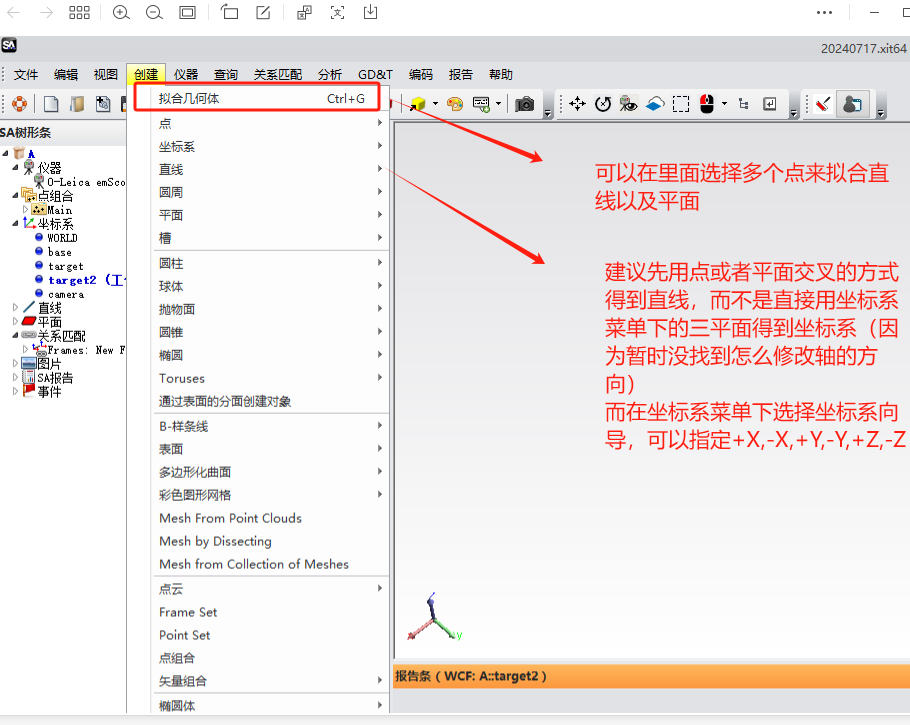 SA
20240717.xit64
文件 编辑 视图 创建 仪器 查询 关系匹配 分析 GD&T 编码 报告 帮助
拟合几何体 Ctrl+G
点
坐标系
直线
圆周
平面
槽
圆柱
球体
抛物面
圆锥
椭圆
Toruses
通过表面的分面创建对象
B-样条线
表面
多边形化曲面
彩色图形网格
Mesh From Point Clouds
Mesh by Dissecting
Mesh from Collection of Meshes
点云
Frame Set
Point Set
点组合
矢量组合
椭圆体
SA树形条
A
仪器
0-Leica emSco
点组合
Main
坐标系
WORLD
base
target
target2 (工
camera
直线
平面
关系匹配
Frames: New F
图片
SA报告
事件
可以在里面选择多个点来拟合直
线以及平面
建议先用点或者平面交叉的方式
得到直线，而不是直接用坐标系
菜单下的三平面得到坐标系（因
为暂时没找到怎么修改轴的方
向）
而在坐标系菜单下选择坐标系向
导，可以指定+X,-X,+Y,-Y,+Z,-Z
报告条 ( WCF: A::target2 )